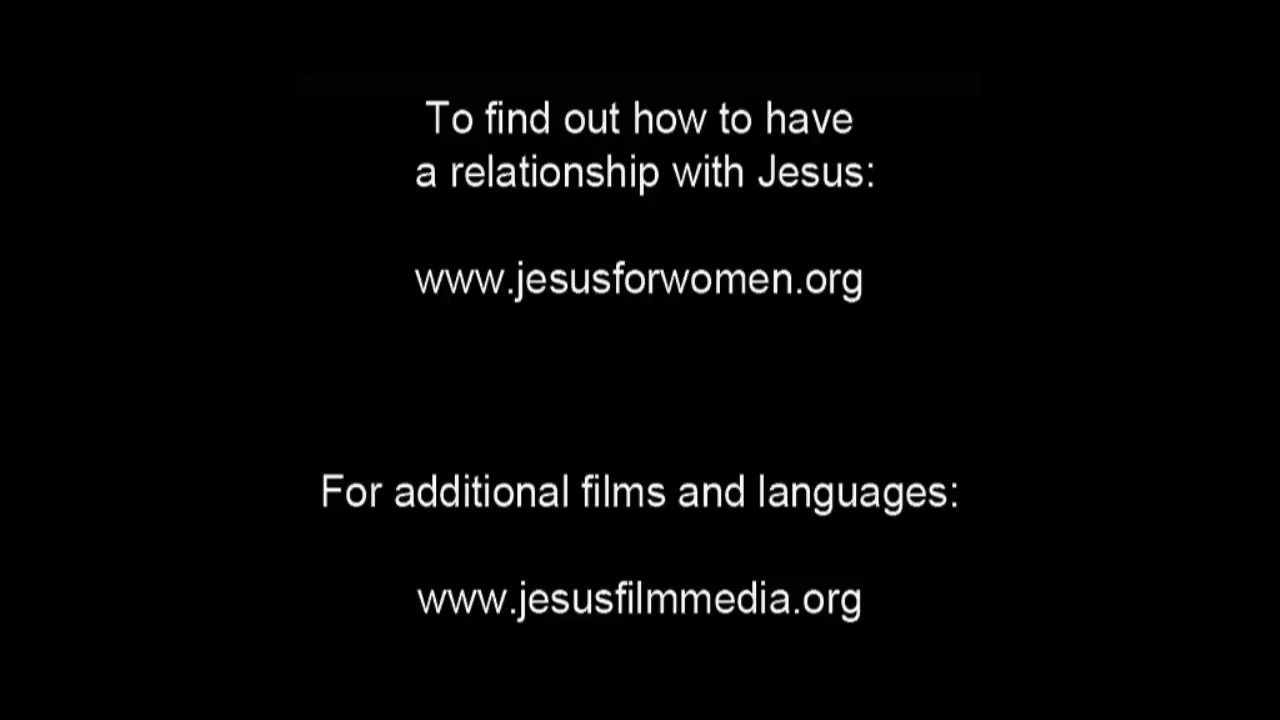 To find out how to have
a relationship with Jesus:
www.jesusforwomen.org
For additional films and languages:
www.jesusfilmmedia.org